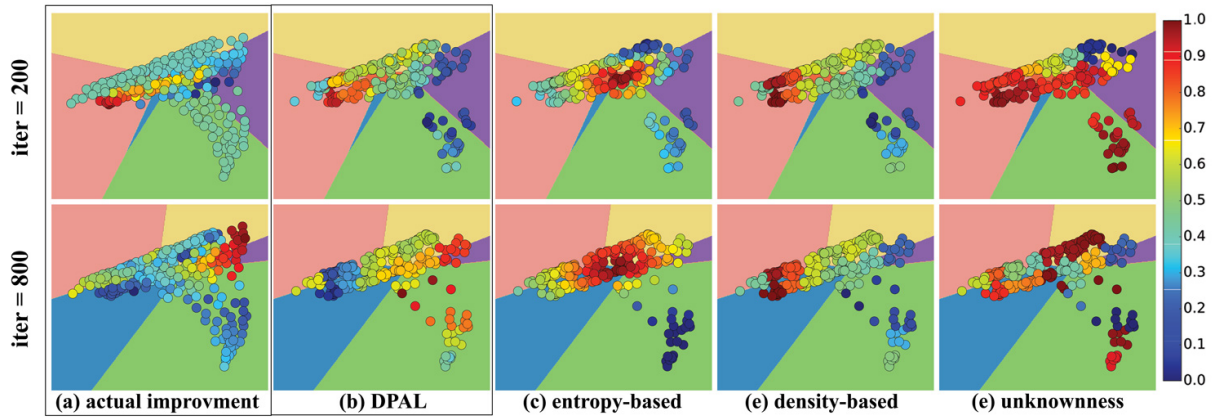 iter = 200
iter = 800
1.0
0.9
0.8
0.7
0.6
0.5
0.4
0.3
0.2
0.1
0.0
(a) actual improvment
(b) DPAL
(c) entropy-based
(e) density-based
(e) unknownness